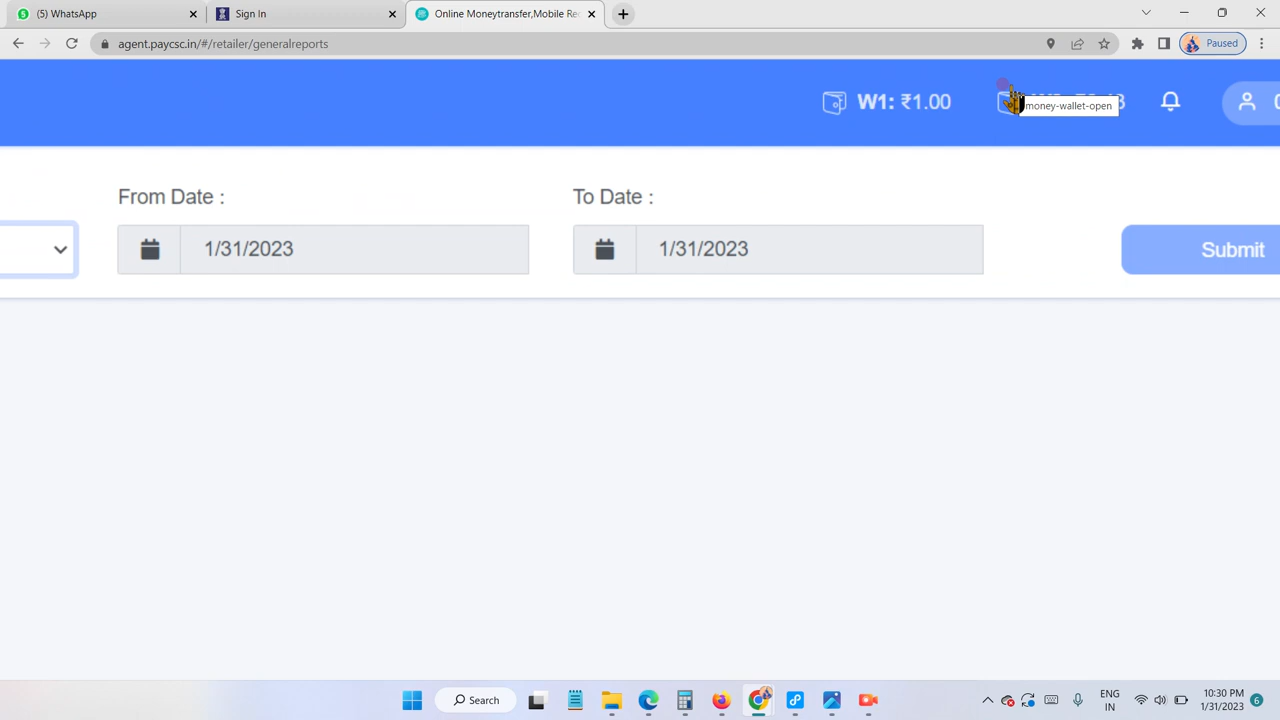 (5) WhatsApp
Sign In
Online Moneytransfer,Mobile Re
agent.paycsc.in/#/retailer/generalreports
Paused
W1: ₹1.00
money-wallet-open
From Date :
To Date :
1/31/2023
1/31/2023
Submit
Search
ENG
IN
10:30 PM
1/31/2023
6